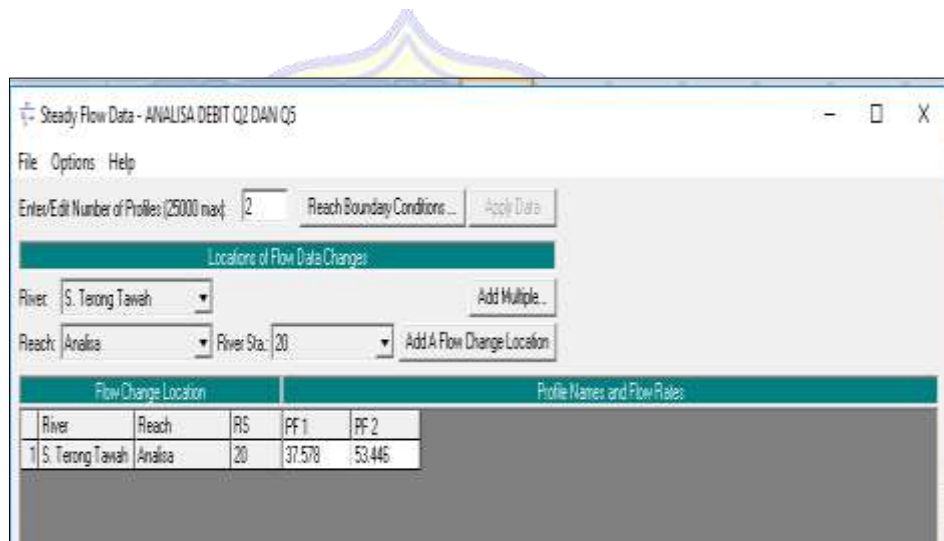 Steady Flow Data - ANALISA DEBIT Q2 DAN Q5
File Options Help
Enter/Edit Number of Profiles (25000 max): 2 Reach Boundary Conditions ... Apply Data
Locations of Flow Data Changes
River: S. Terong Tawah Add Multiple...
Reach: Analisa River Sta.: 20 Add A Flow Change Location
Flow Change Location Profile Names and Flow Rates
River Reach RS PF 1 PF 2
1 S. Terong Tawah Analisa 20 37.578 53.446